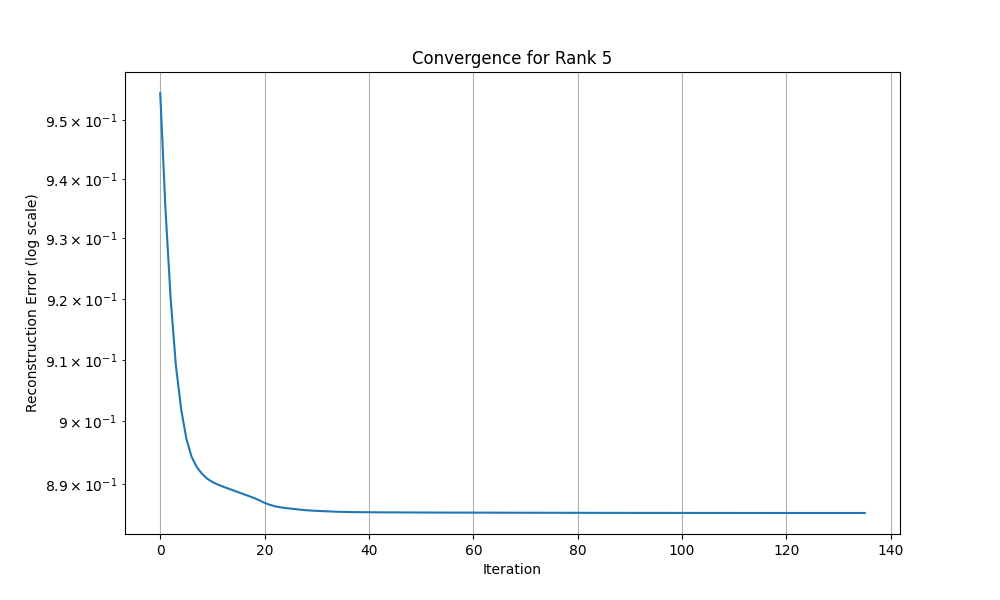 Convergence for Rank 5
Reconstruction Error (log scale)
9.5 × 10⁻¹
9.4 × 10⁻¹
9.3 × 10⁻¹
9.2 × 10⁻¹
9.1 × 10⁻¹
9 × 10⁻¹
8.9 × 10⁻¹
0 20 40 60 80 100 120 140
Iteration